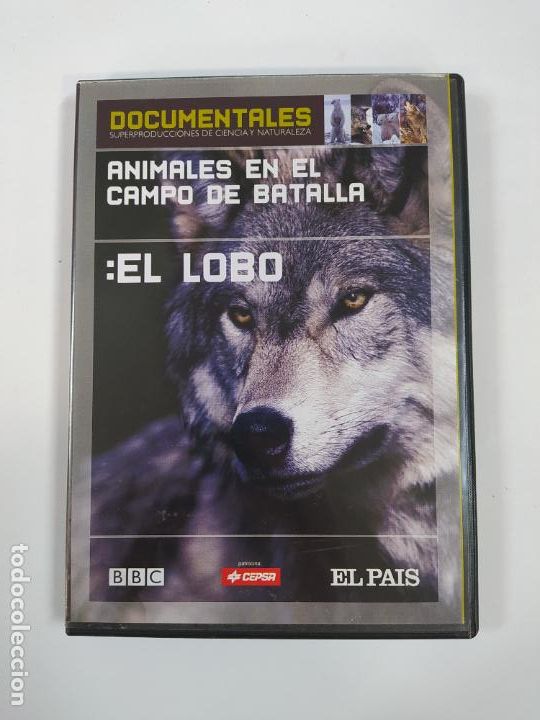 DOCUMENTALES
SUPERPRODUCCIONES DE CIENCIA Y NATURALEZA
ANIMALES EN EL
CAMPO DE BATALLA
:EL LOBO
BBC
patrocina:
CEPSA
EL PAIS
todocoleccion